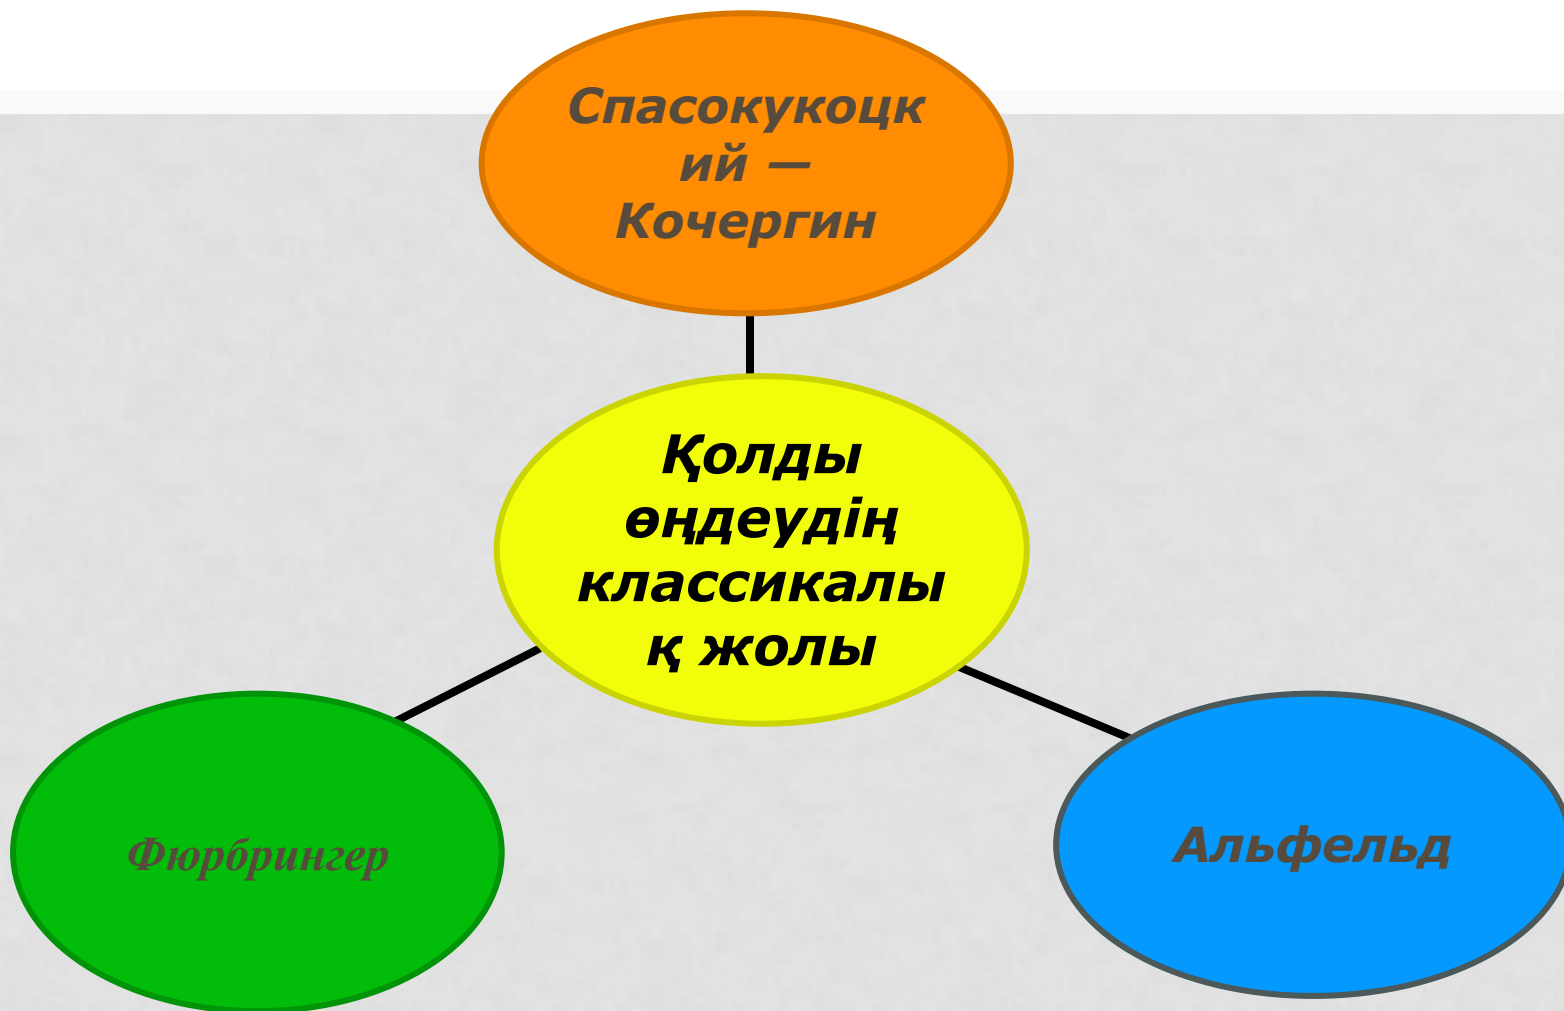 Спасокукоцк
ий —
Кочергин
Қолды
өңдеудің
классикалы
қ жолы
Фюрбрингер
Альфельд